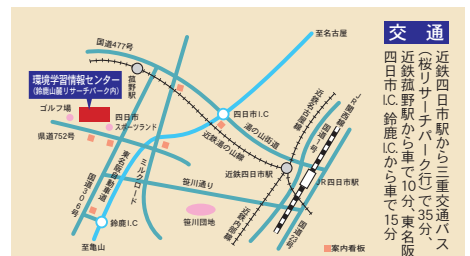 交通
近鉄四日市駅から三重交通バス
（桜リサーチパーク行）で35分、
近鉄菰野駅から車で10分、東名阪
四日市I.C. 鈴鹿I.C.から車で15分
至名古屋
国道477号
菰野駅
環境学習情報センター
（鈴鹿山麓リサーチパーク内）
ゴルフ場
四日市
スポーツランド
県道752号
四日市I.C
湯の山街道
近鉄湯の山線
近鉄名古屋線
国道1号
JR関西線
東名阪自動車道
ミルクロード
国道306号
笹川通り
近鉄四日市駅
JR四日市駅
鈴鹿I.C
笹川団地
近鉄内部線
国道23号
至亀山
案内看板